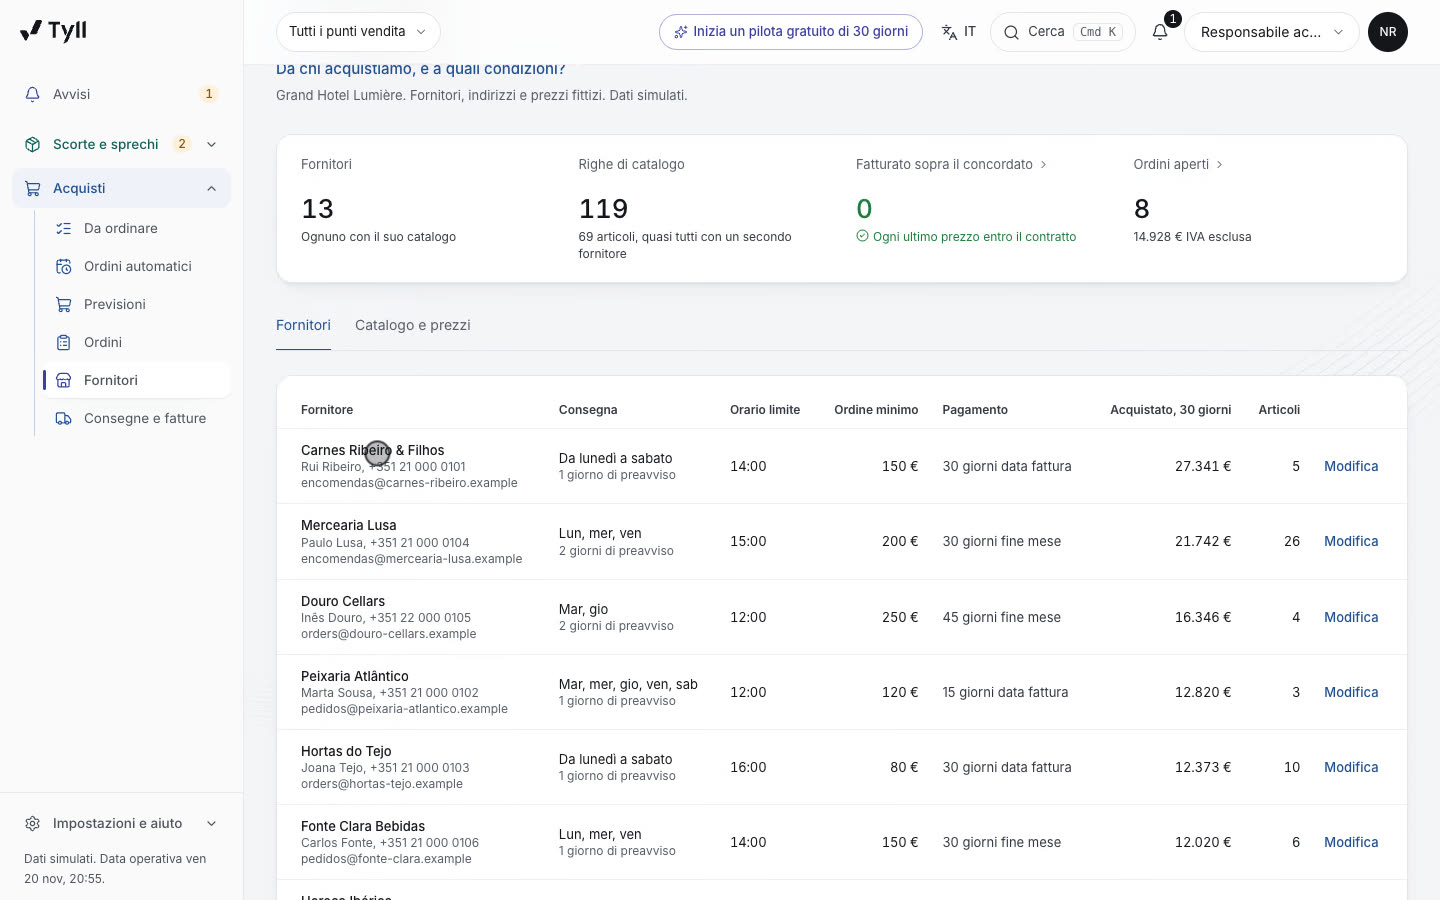 Tyll
Tutti i punti vendita
Inizia un pilota gratuito di 30 giorni
IT
Cerca
Cmd K
1
Responsabile ac...
NR
Avvisi
1
Scorte e sprechi
2
Acquisti
Da ordinare
Ordini automatici
Previsioni
Ordini
Fornitori
Consegne e fatture
Impostazioni e aiuto
Dati simulati. Data operativa ven
20 nov, 20:55.
Da chi acquistiamo, e a quali condizioni?
Grand Hotel Lumière. Fornitori, indirizzi e prezzi fittizi. Dati simulati.
Fornitori
13
Ognuno con il suo catalogo
Righe di catalogo
119
69 articoli, quasi tutti con un secondo
fornitore
Fatturato sopra il concordato
0
Ogni ultimo prezzo entro il contratto
Ordini aperti
8
14.928 € IVA esclusa
Fornitori
Catalogo e prezzi
Fornitore Consegna Orario limite Ordine minimo Pagamento Acquistato, 30 giorni Articoli
Carnes Ribeiro & Filhos
Rui Ribeiro, +351 21 000 0101
encomendas@carnes-ribeiro.example
Da lunedì a sabato
1 giorno di preavviso
14:00 150 € 30 giorni data fattura 27.341 € 5 Modifica
Mercearia Lusa
Paulo Lusa, +351 21 000 0104
encomendas@mercearia-lusa.example
Lun, mer, ven
2 giorni di preavviso
15:00 200 € 30 giorni fine mese 21.742 € 26 Modifica
Douro Cellars
Inês Douro, +351 22 000 0105
orders@douro-cellars.example
Mar, gio
2 giorni di preavviso
12:00 250 € 45 giorni fine mese 16.346 € 4 Modifica
Peixaria Atlântico
Marta Sousa, +351 21 000 0102
pedidos@peixaria-atlantico.example
Mar, mer, gio, ven, sab
1 giorno di preavviso
12:00 120 € 15 giorni data fattura 12.820 € 3 Modifica
Hortas do Tejo
Joana Tejo, +351 21 000 0103
orders@hortas-tejo.example
Da lunedì a sabato
1 giorno di preavviso
16:00 80 € 30 giorni data fattura 12.373 € 10 Modifica
Fonte Clara Bebidas
Carlos Fonte, +351 21 000 0106
pedidos@fonte-clara.example
Lun, mer, ven
1 giorno di preavviso
14:00 150 € 30 giorni fine mese 12.020 € 6 Modifica